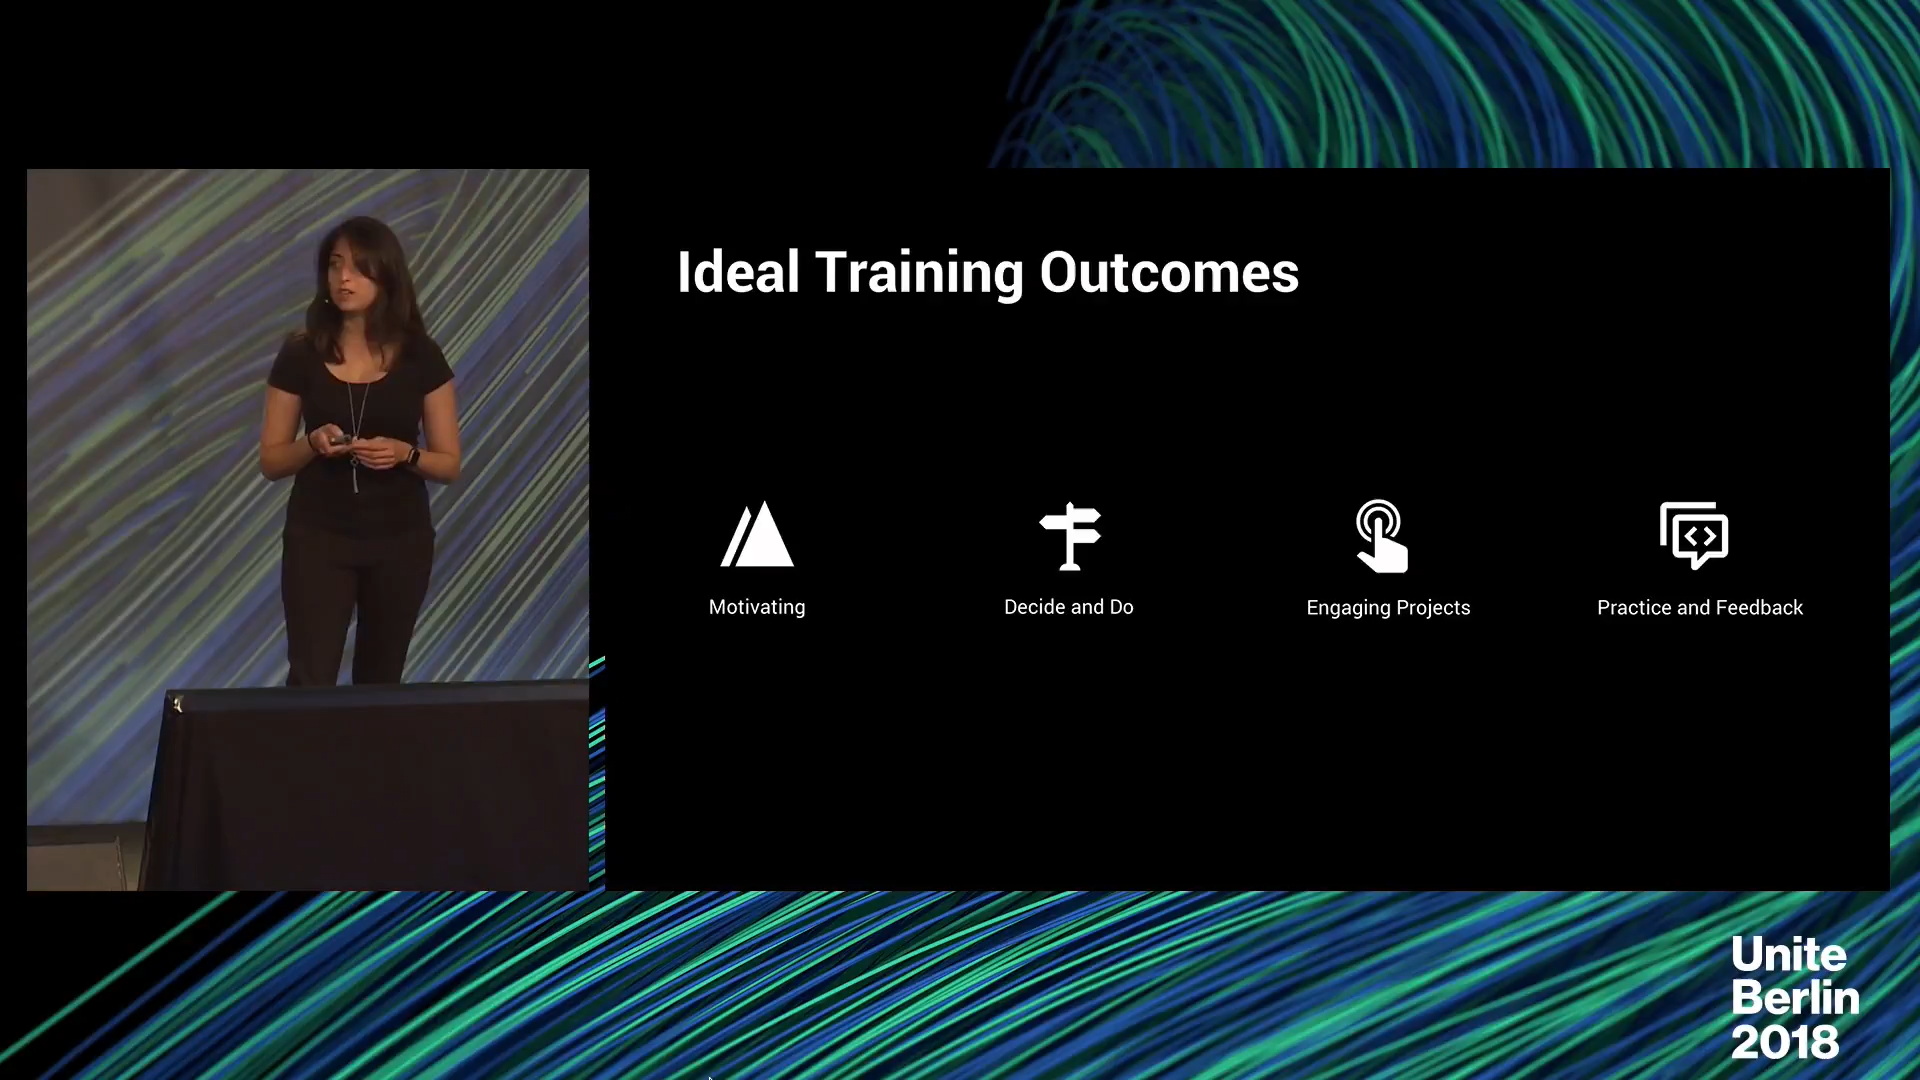 Ideal Training Outcomes
Motivating
Decide and Do
Engaging Projects
Practice and Feedback
Unite
Berlin
2018